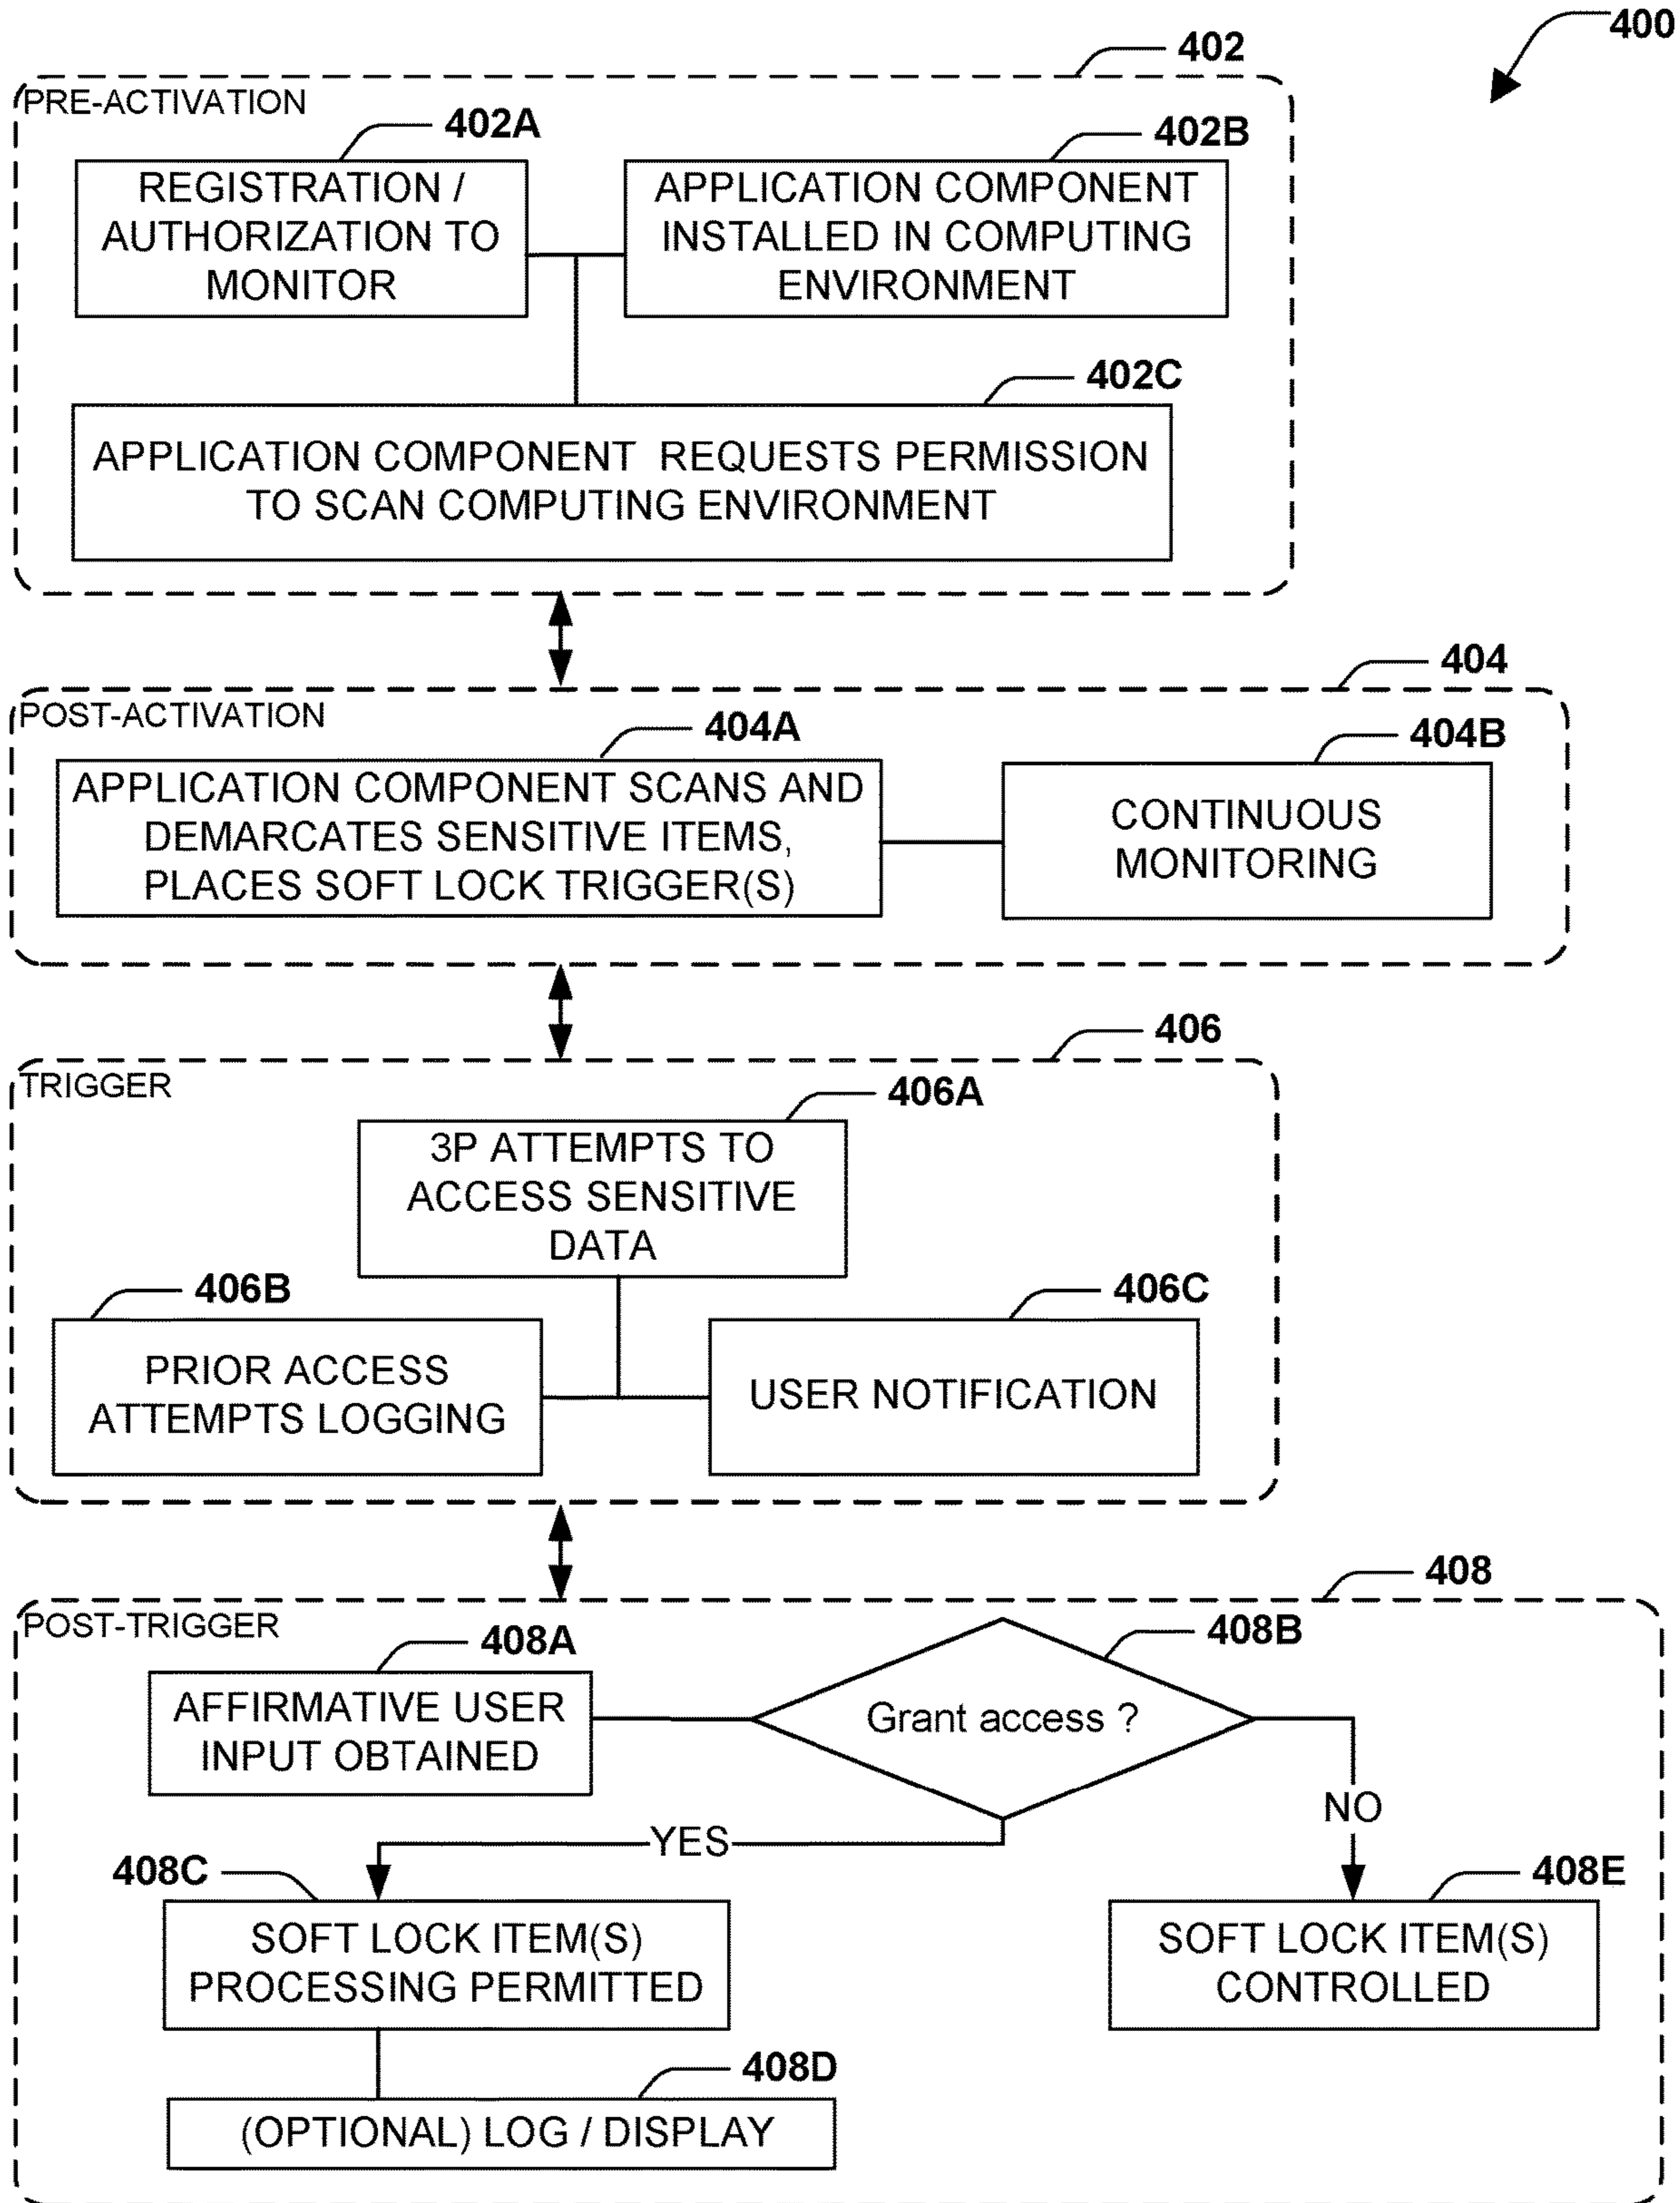 400
402
PRE-ACTIVATION
402A
402B
REGISTRATION /
AUTHORIZATION TO
MONITOR
APPLICATION COMPONENT
INSTALLED IN COMPUTING
ENVIRONMENT
402C
APPLICATION COMPONENT REQUESTS PERMISSION
TO SCAN COMPUTING ENVIRONMENT
404
POST-ACTIVATION
404A
404B
APPLICATION COMPONENT SCANS AND
DEMARCATES SENSITIVE ITEMS,
PLACES SOFT LOCK TRIGGER(S)
CONTINUOUS
MONITORING
406
TRIGGER
406A
3P ATTEMPTS TO
ACCESS SENSITIVE
DATA
406B
406C
PRIOR ACCESS
ATTEMPTS LOGGING
USER NOTIFICATION
408
POST-TRIGGER
408A
408B
AFFIRMATIVE USER
INPUT OBTAINED
Grant access ?
NO
YES
408C
408E
SOFT LOCK ITEM(S)
PROCESSING PERMITTED
SOFT LOCK ITEM(S)
CONTROLLED
408D
(OPTIONAL) LOG / DISPLAY